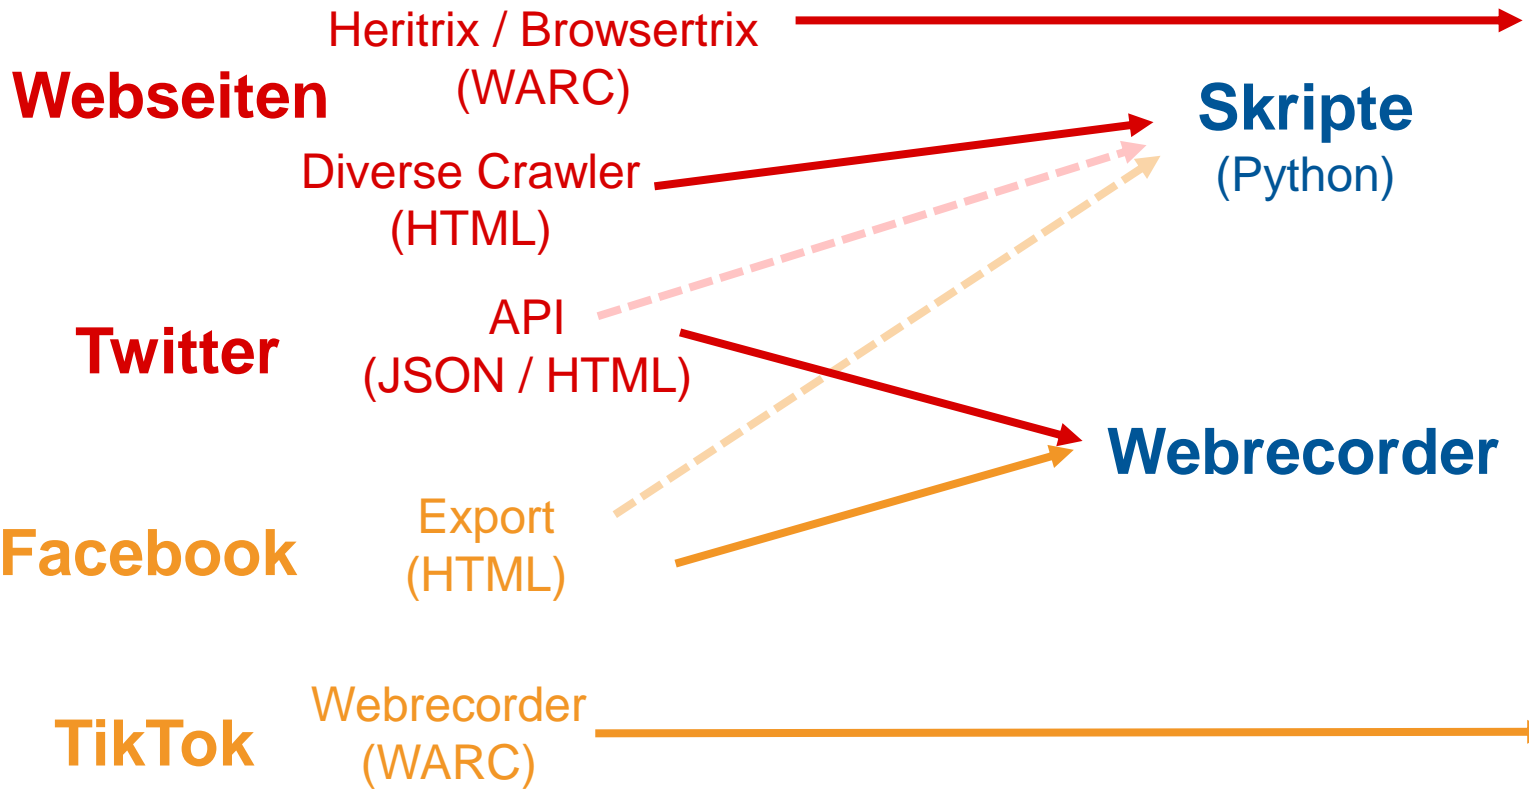 Heritrix / Browsertrix
(WARC)
Webseiten
Diverse Crawler
(HTML)
Skripte
(Python)
Twitter
API
(JSON / HTML)
Webrecorder
Facebook
Export
(HTML)
TikTok
Webrecorder
(WARC)